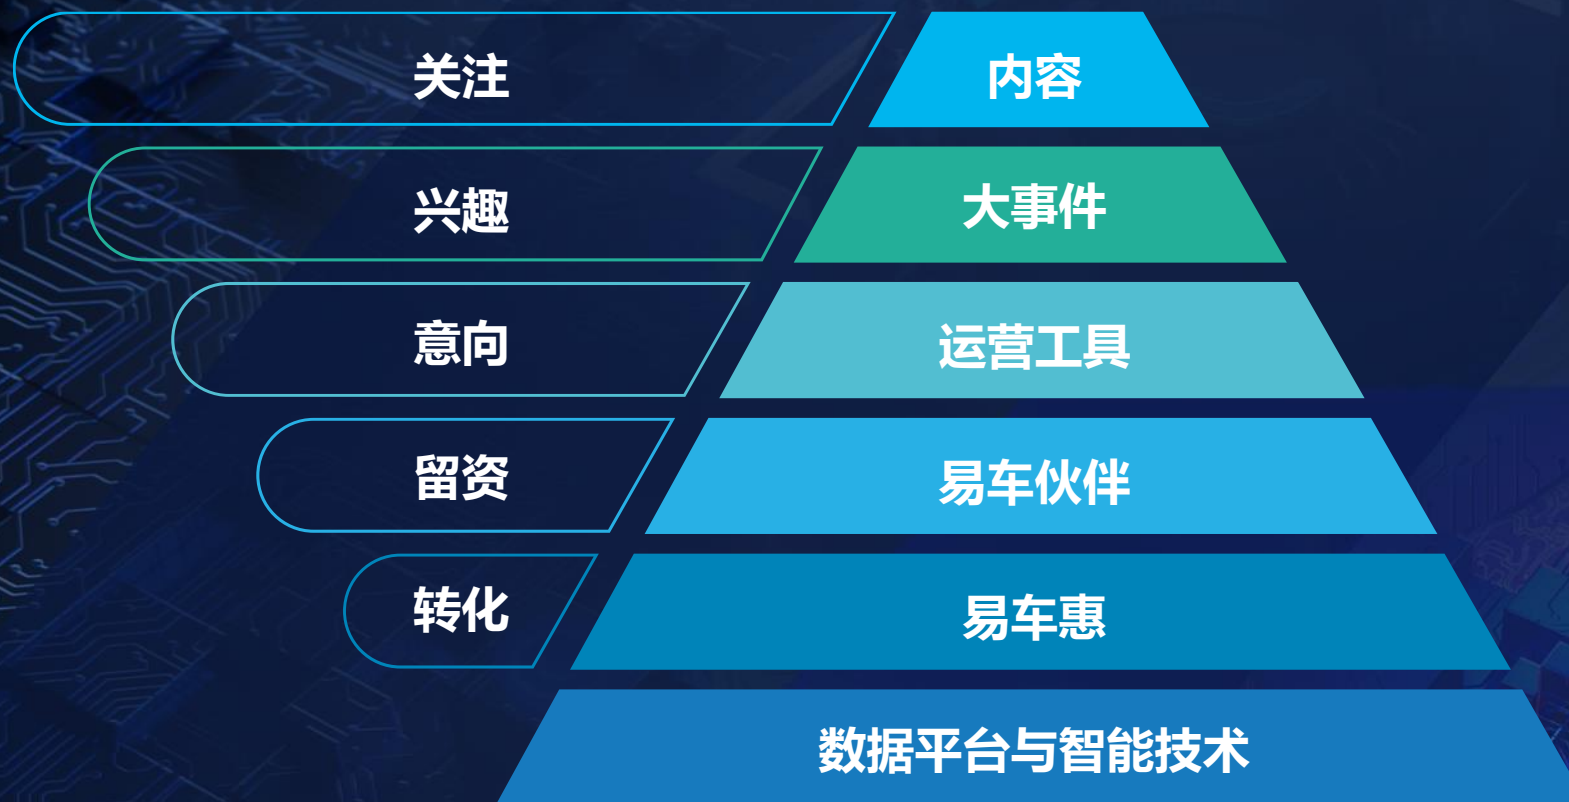 关注
内容
兴趣
大事件
意向
运营工具
留资
易车伙伴
转化
易车惠
数据平台与智能技术